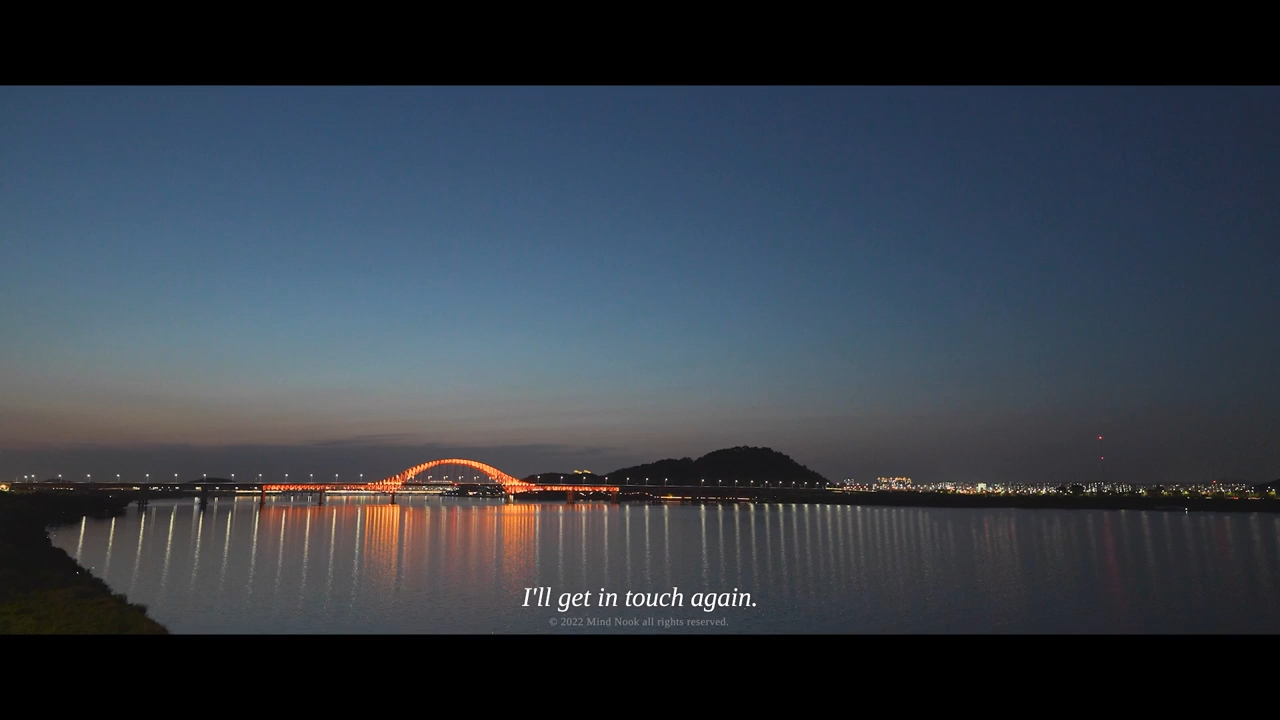 I'll get in touch again.
© 2022 Mind Nook all rights reserved.